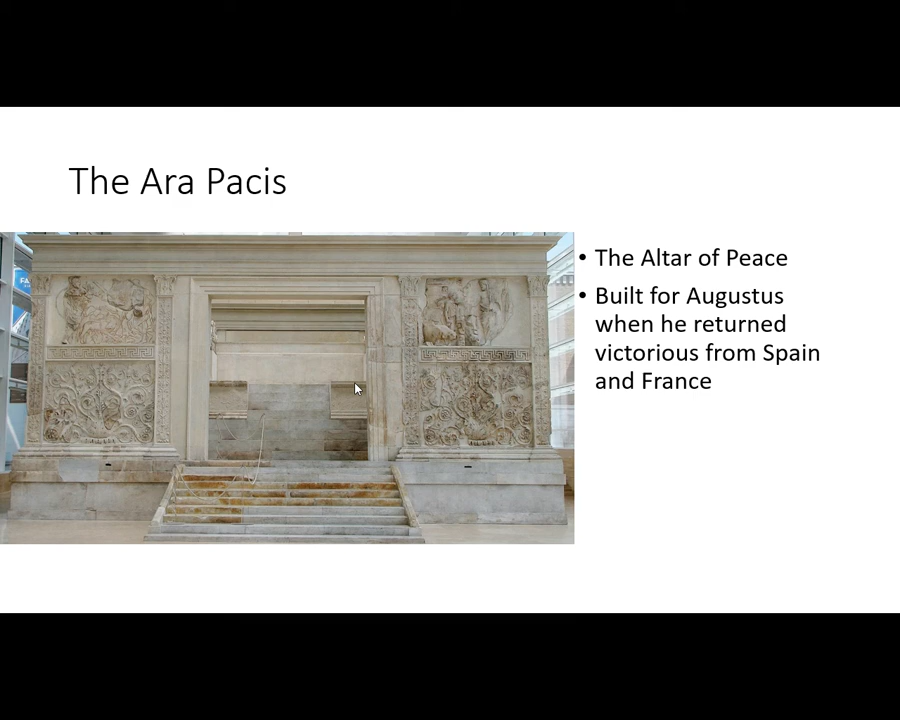 The Ara Pacis
• The Altar of Peace
• Built for Augustus
when he returned
victorious from Spain
and France